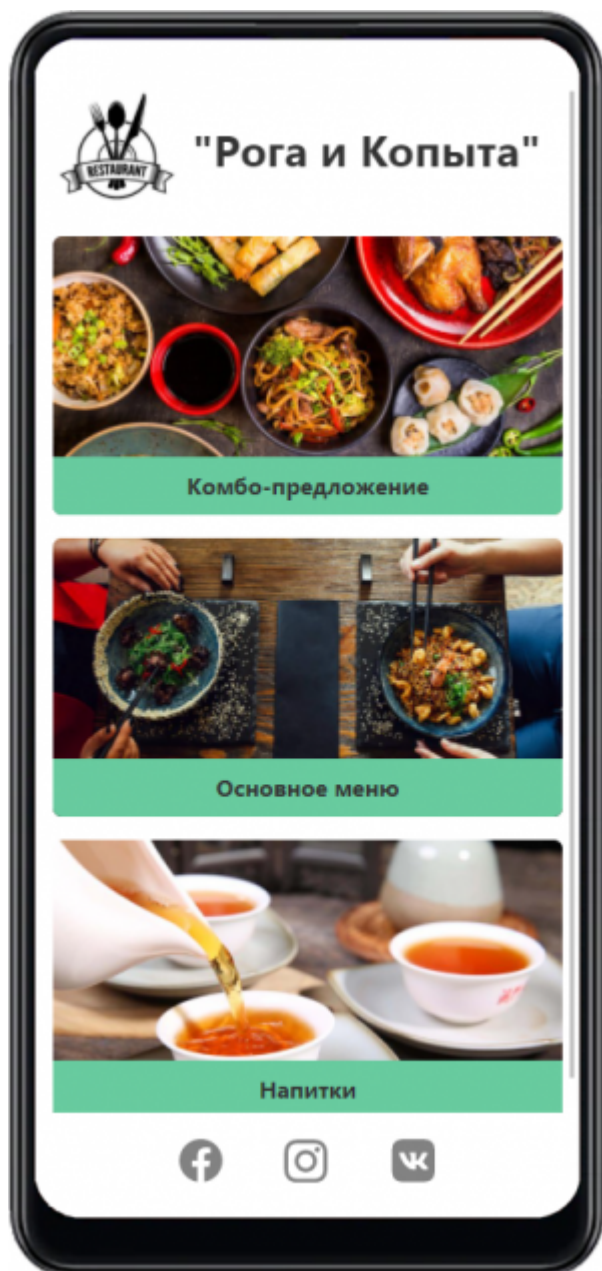 RESTAURANT
"Рога и Копыта"
Комбо-предложение
Основное меню
Напитки